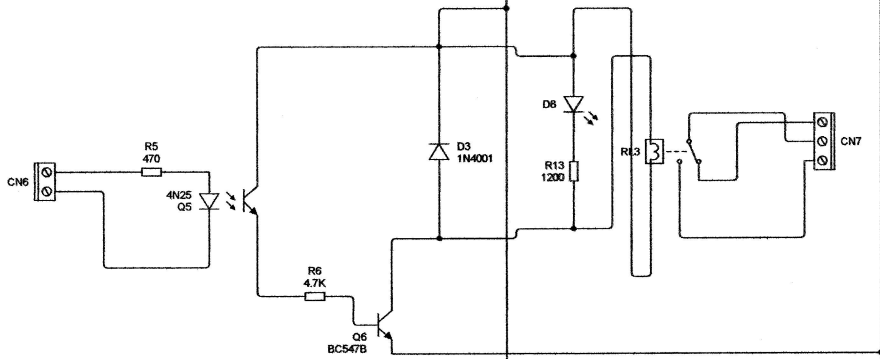 CN6
R5
470
4N25
Q5
R6
4.7K
Q6
BC547B
D3
1N4001
D8
R13
1200
RL3
CN7